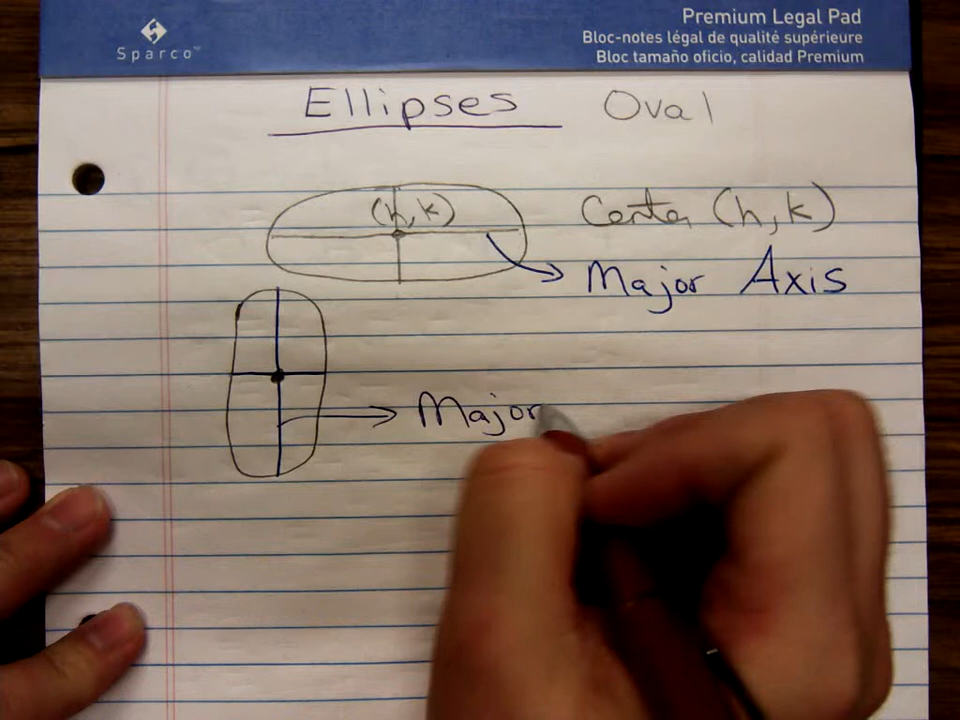 Premium Legal Pad
Bloc-notes légal de qualité supérieure
Bloc tamaño oficio, calidad Premium
Sparco™
Ellipses Oval
(h,k) Center (h,k)
Major Axis
Major